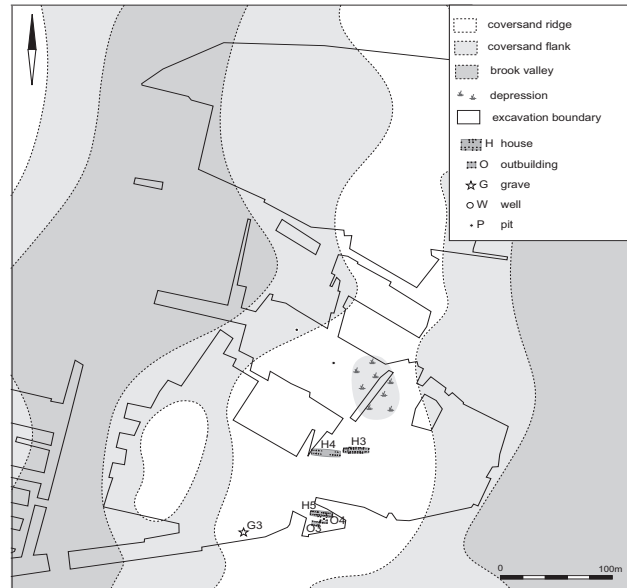 coversand ridge
coversand flank
brook valley
depression
excavation boundary
H house
O outbuilding
G grave
W well
P pit
H4 H3
H5
O4
O3
G3
0 100m